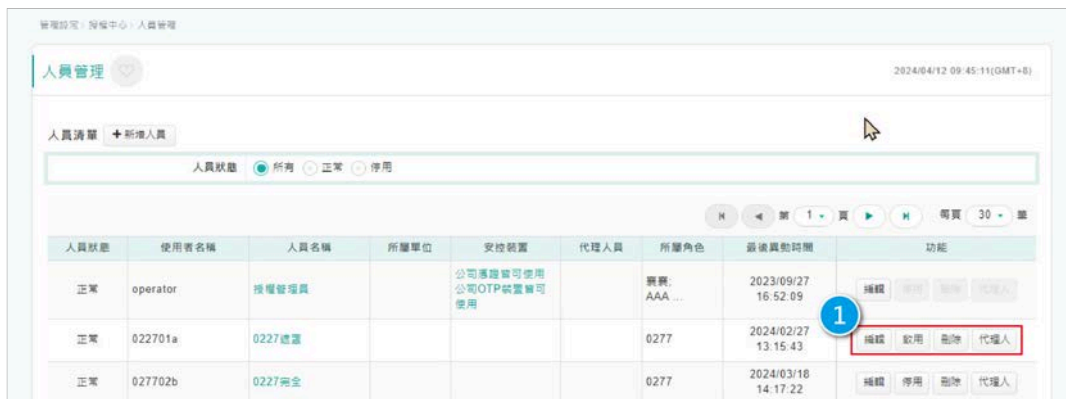 管理設定 | 授權中心 | 人員管理
人員管理
2024/04/12 09:45:11(GMT+8)
人員清單 +新增人員
人員狀態 所有 正常 停用
第 1 頁 每頁 30 筆
人員狀態 使用者名稱 人員名稱 所屬單位 安控裝置 代理人員 所屬角色 最後異動時間 功能
正常 operator 授權管理員 公司憑證皆可使用 襄襄; 2023/09/27 編輯 停用 刪除 代理人
公司OTP裝置皆可 AAA ... 16:52:09
使用
1
正常 022701a 0227遮罩 0277 2024/02/27 編輯 啟用 刪除 代理人
13:15:43
正常 027702b 0227完全 0277 2024/03/18 編輯 停用 刪除 代理人
14:17:22